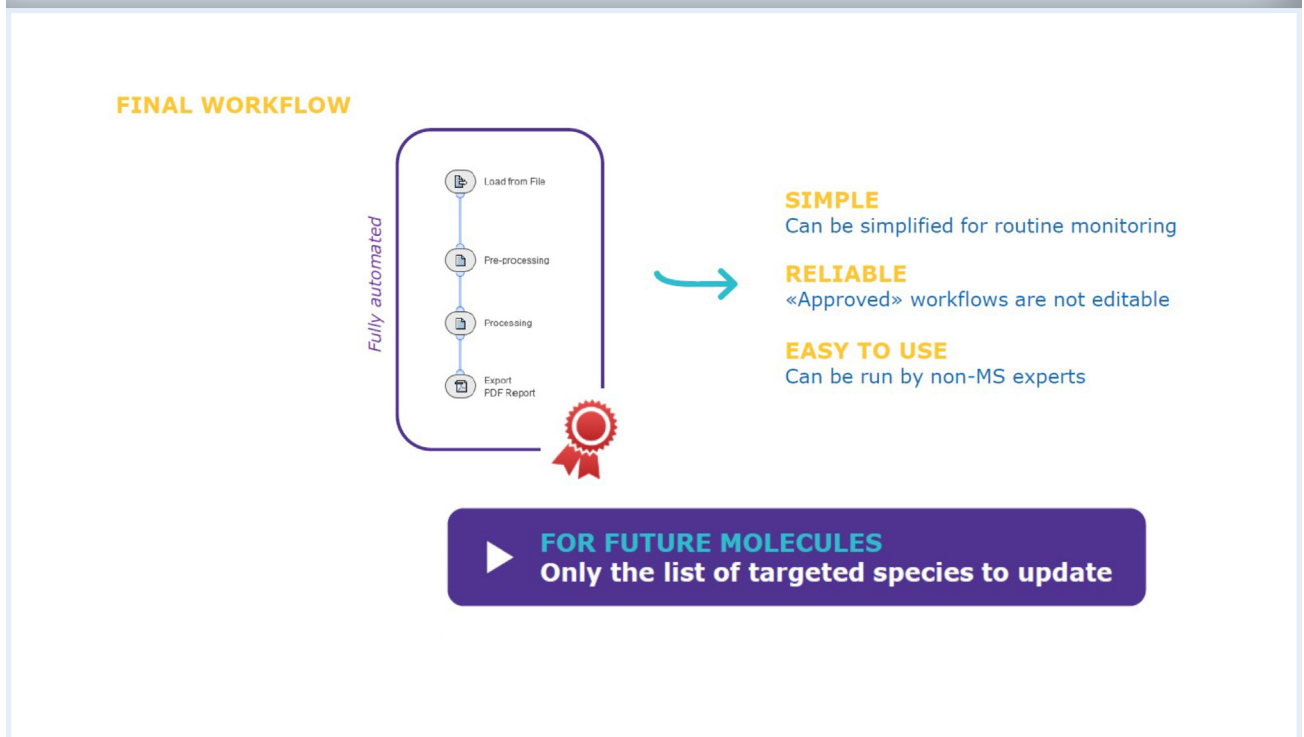 FINAL WORKFLOW
Fully automated
Load from File
Pre-processing
Processing
Export
PDF Report
SIMPLE
Can be simplified for routine monitoring
RELIABLE
«Approved» workflows are not editable
EASY TO USE
Can be run by non-MS experts
FOR FUTURE MOLECULES
Only the list of targeted species to update